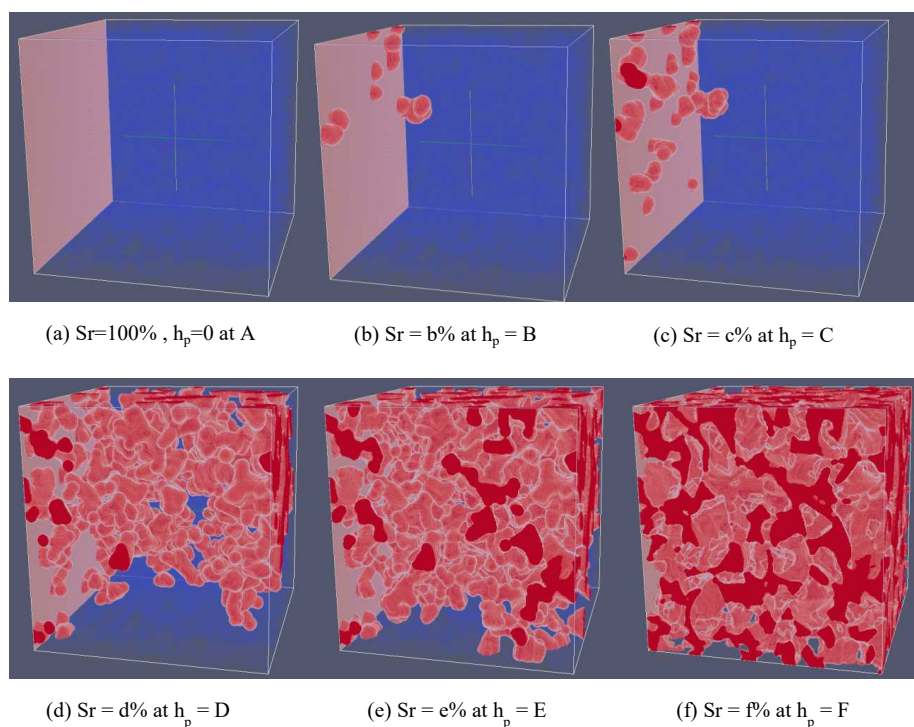 (a) Sr=100% , hₚ=0 at A
(b) Sr = b% at hₚ = B
(c) Sr = c% at hₚ = C
(d) Sr = d% at hₚ = D
(e) Sr = e% at hₚ = E
(f) Sr = f% at hₚ = F